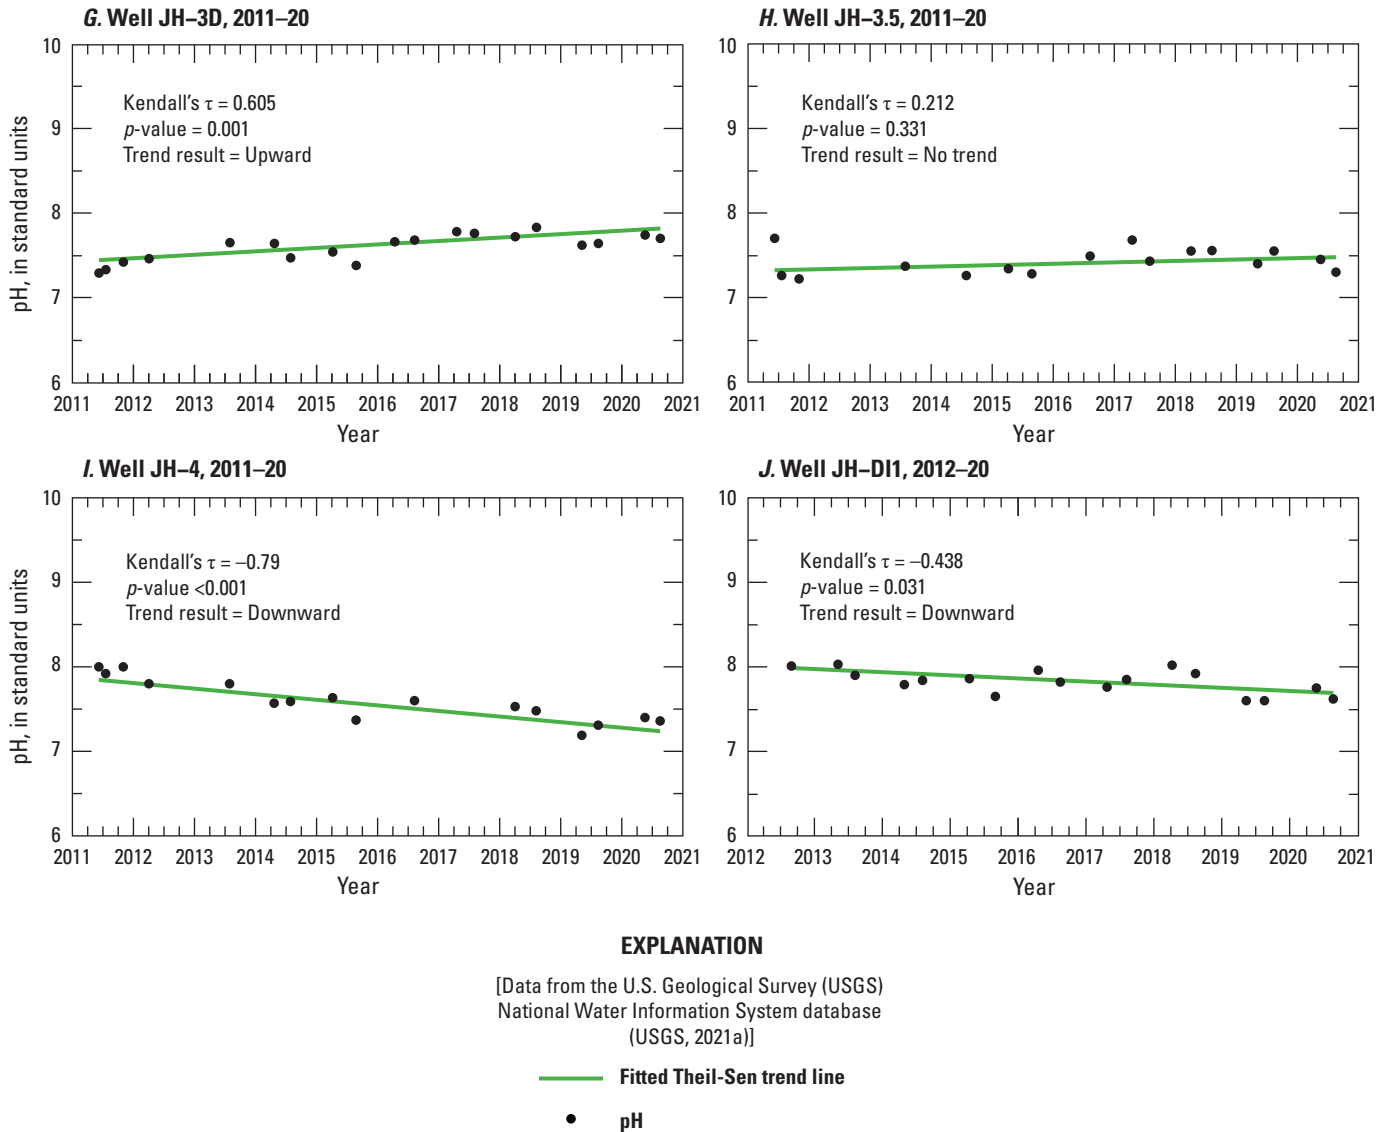 G. Well JH–3D, 2011–20
10
9
8
7
6
pH, in standard units
Kendall's τ = 0.605
p-value = 0.001
Trend result = Upward
2011 2012 2013 2014 2015 2016 2017 2018 2019 2020 2021
Year
H. Well JH–3.5, 2011–20
10
9
8
7
6
Kendall's τ = 0.212
p-value = 0.331
Trend result = No trend
2011 2012 2013 2014 2015 2016 2017 2018 2019 2020 2021
Year
I. Well JH–4, 2011–20
10
9
8
7
6
pH, in standard units
Kendall's τ = –0.79
p-value <0.001
Trend result = Downward
2011 2012 2013 2014 2015 2016 2017 2018 2019 2020 2021
Year
J. Well JH–DI1, 2012–20
10
9
8
7
6
Kendall's τ = –0.438
p-value = 0.031
Trend result = Downward
2012 2013 2014 2015 2016 2017 2018 2019 2020 2021
Year
EXPLANATION
[Data from the U.S. Geological Survey (USGS)
National Water Information System database
(USGS, 2021a)]
Fitted Theil-Sen trend line
pH